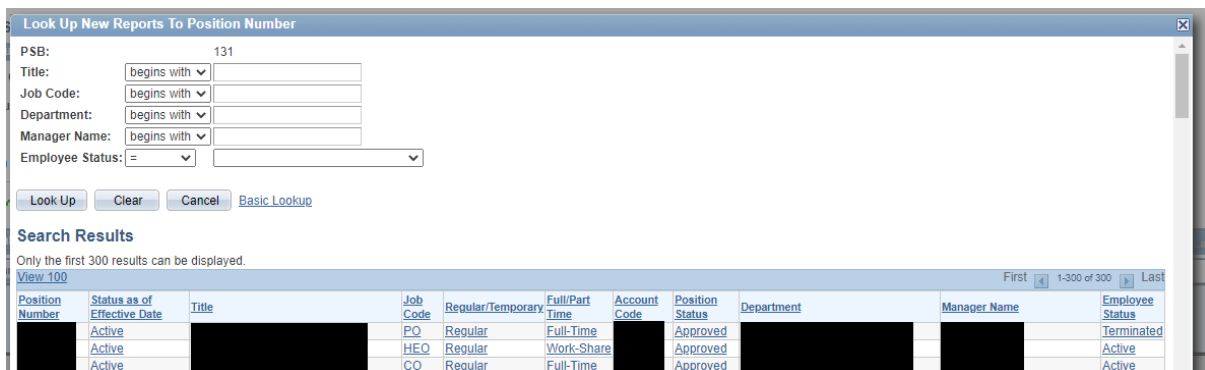 Look Up New Reports To Position Number
PSB: 131
Title: begins with
Job Code: begins with
Department: begins with
Manager Name: begins with
Employee Status: =
Look Up Clear Cancel Basic Lookup
Search Results
Only the first 300 results can be displayed.
View 100 First 1-300 of 300 Last
Position Number Status as of Effective Date Title Job Code Regular/Temporary Full/Part Time Account Code Position Status Department Manager Name Employee Status
Active PO Regular Full-Time Approved Terminated
Active HEO Regular Work-Share Approved Active
Active CO Regular Full-Time Approved Active